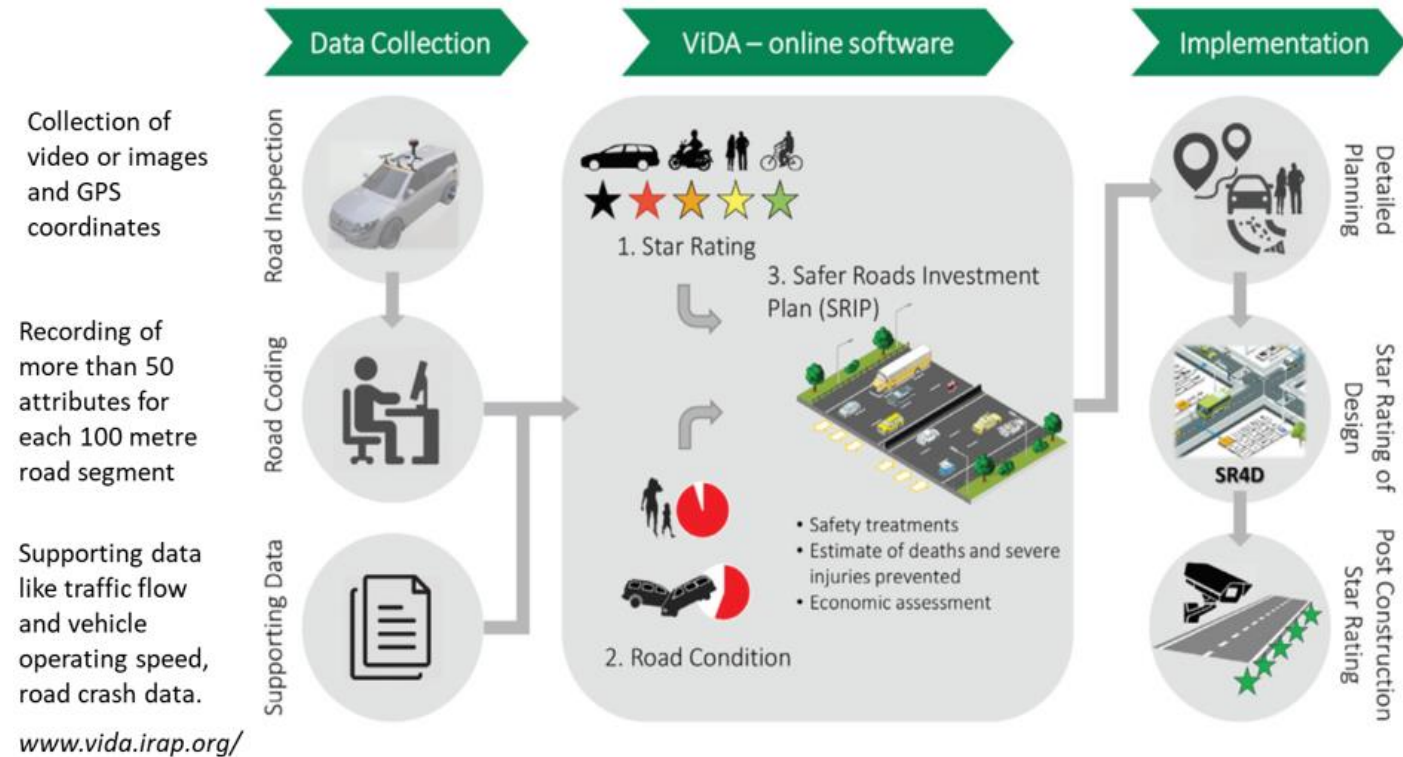 Data Collection
ViDA – online software
Implementation
Collection of
video or images
and GPS
coordinates
Road Inspection
Recording of
more than 50
attributes for
each 100 metre
road segment
Road Coding
Supporting data
like traffic flow
and vehicle
operating speed,
road crash data.
Supporting Data
www.vida.irap.org/
1. Star Rating
3. Safer Roads Investment
Plan (SRIP)
• Safety treatments
• Estimate of deaths and severe
injuries prevented
• Economic assessment
2. Road Condition
Detailed
Planning
SR4D
Star Rating of
Design
Post Construction
Star Rating